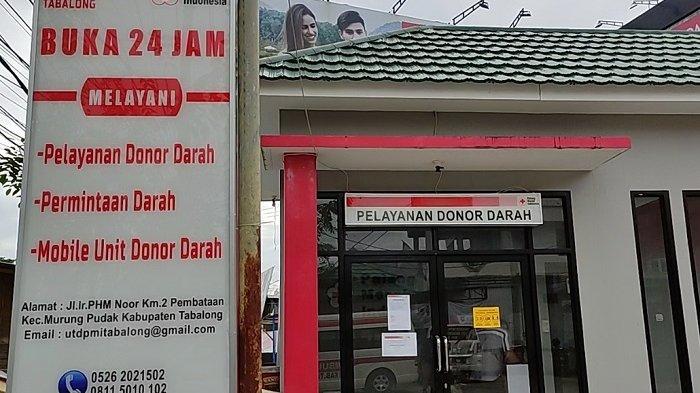 TABALONG
Indonesia
BUKA 24 JAM
MELAYANI
-Pelayanan Donor Darah
-Permintaan Darah
-Mobile Unit Donor Darah
Alamat : Jl.Ir.PHM Noor Km.2 Pembataan
Kec.Murung Pudak Kabupaten Tabalong
Email : utdpmitabalong@gmail.com
0526 2021502
0811 5010 102
PELAYANAN DONOR DARAH